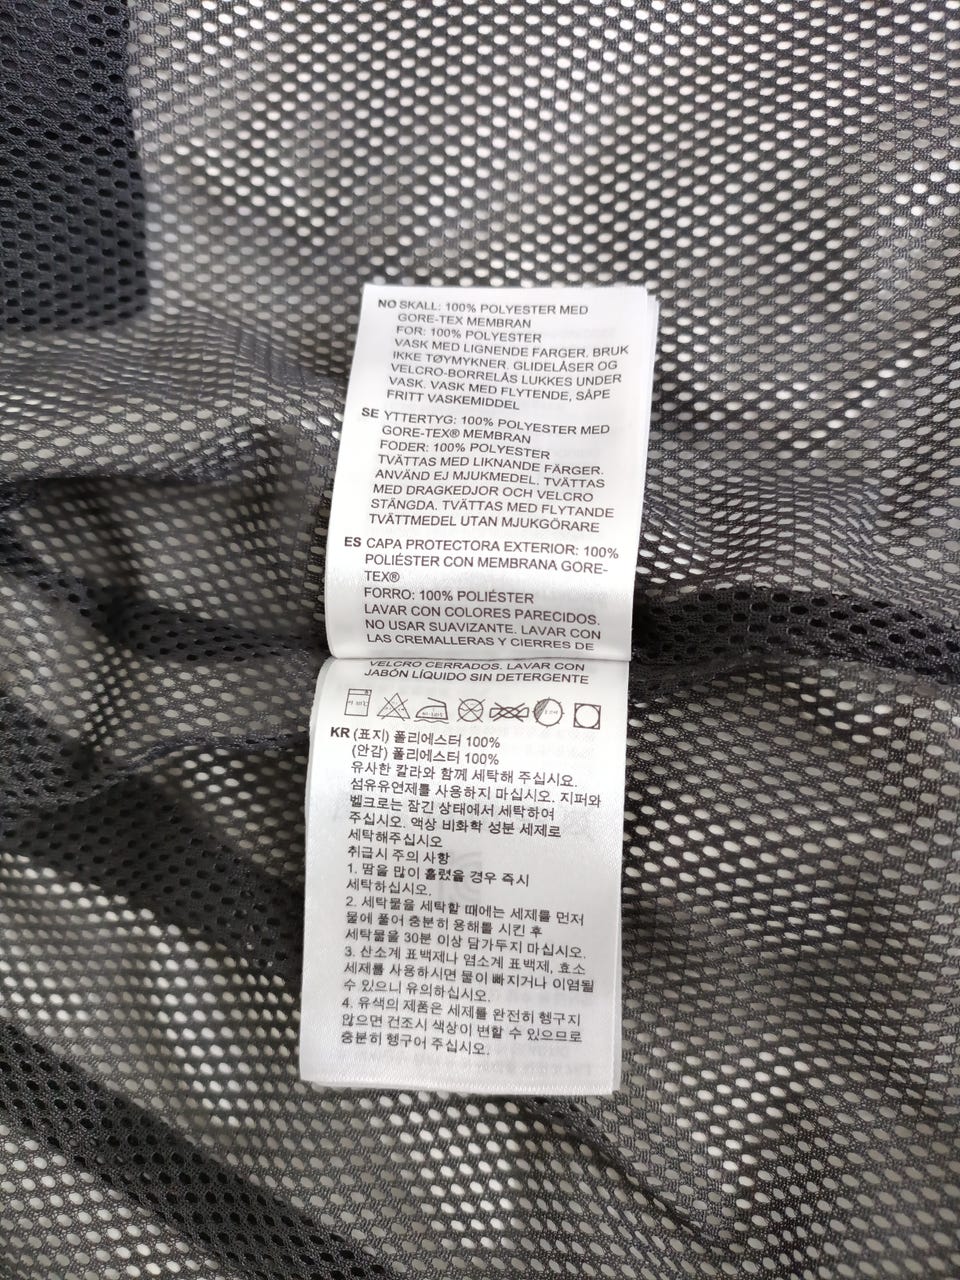 NO SKALL: 100% POLYESTER MED
GORE-TEX MEMBRAN
FOR: 100% POLYESTER
VASK MED LIGNENDE FARGER. BRUK
IKKE TØYMYKNER. GLIDELÅSER OG
VELCRO-BORRELÅS LUKKES UNDER
VASK. VASK MED FLYTENDE, SÅPE
FRITT VASKEMIDDEL
SE YTTERTYG: 100% POLYESTER MED
GORE-TEX® MEMBRAN
FODER: 100% POLYESTER
TVÄTTAS MED LIKNANDE FÄRGER.
ANVÄND EJ MJUKMEDEL. TVÄTTAS
MED DRAGKEDJOR OCH VELCRO
STÄNGDA. TVÄTTAS MED FLYTANDE
TVÄTTMEDEL UTAN MJUKGÖRARE
ES CAPA PROTECTORA EXTERIOR: 100%
POLIÉSTER CON MEMBRANA GORE-
TEX®
FORRO: 100% POLIÉSTER
LAVAR CON COLORES PARECIDOS.
NO USAR SUAVIZANTE. LAVAR CON
LAS CREMALLERAS Y CIERRES DE
VELCRO CERRADOS. LAVAR CON
JABÓN LÍQUIDO SIN DETERGENTE
KR (표지) 폴리에스터 100%
(안감) 폴리에스터 100%
유사한 칼라와 함께 세탁해 주십시요.
섬유유연제를 사용하지 마십시오. 지퍼와
벨크로는 잠긴 상태에서 세탁하여
주십시오. 액상 비화학 성분 세제로
세탁해주십시오
취급시 주의 사항
1. 땀을 많이 흘렸을 경우 즉시
세탁하십시오.
2. 세탁물을 세탁할 때에는 세제를 먼저
물에 풀어 충분히 용해를 시킨 후
세탁물을 30분 이상 담가두지 마십시오.
3. 산소계 표백제나 염소계 표백제, 효소
세제를 사용하시면 물이 빠지거나 이염될
수 있으니 유의하십시오.
4. 유색의 제품은 세제를 완전히 헹구지
않으면 건조시 색상이 변할 수 있으므로
충분히 헹구어 주십시오.